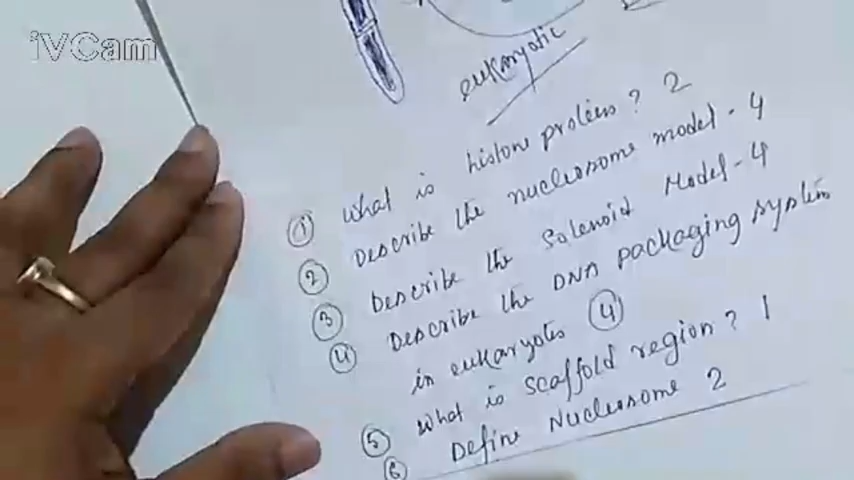 iVCam
eukaryotic
① What is histone proteins? 2
② Describe the nucleosome model - 4
③ Describe the Solenoid Model - 4
④ Describe the DNA packaging system
in eukaryotes ④
⑤ What is scaffold region? 1
⑥ Define Nucleosome 2